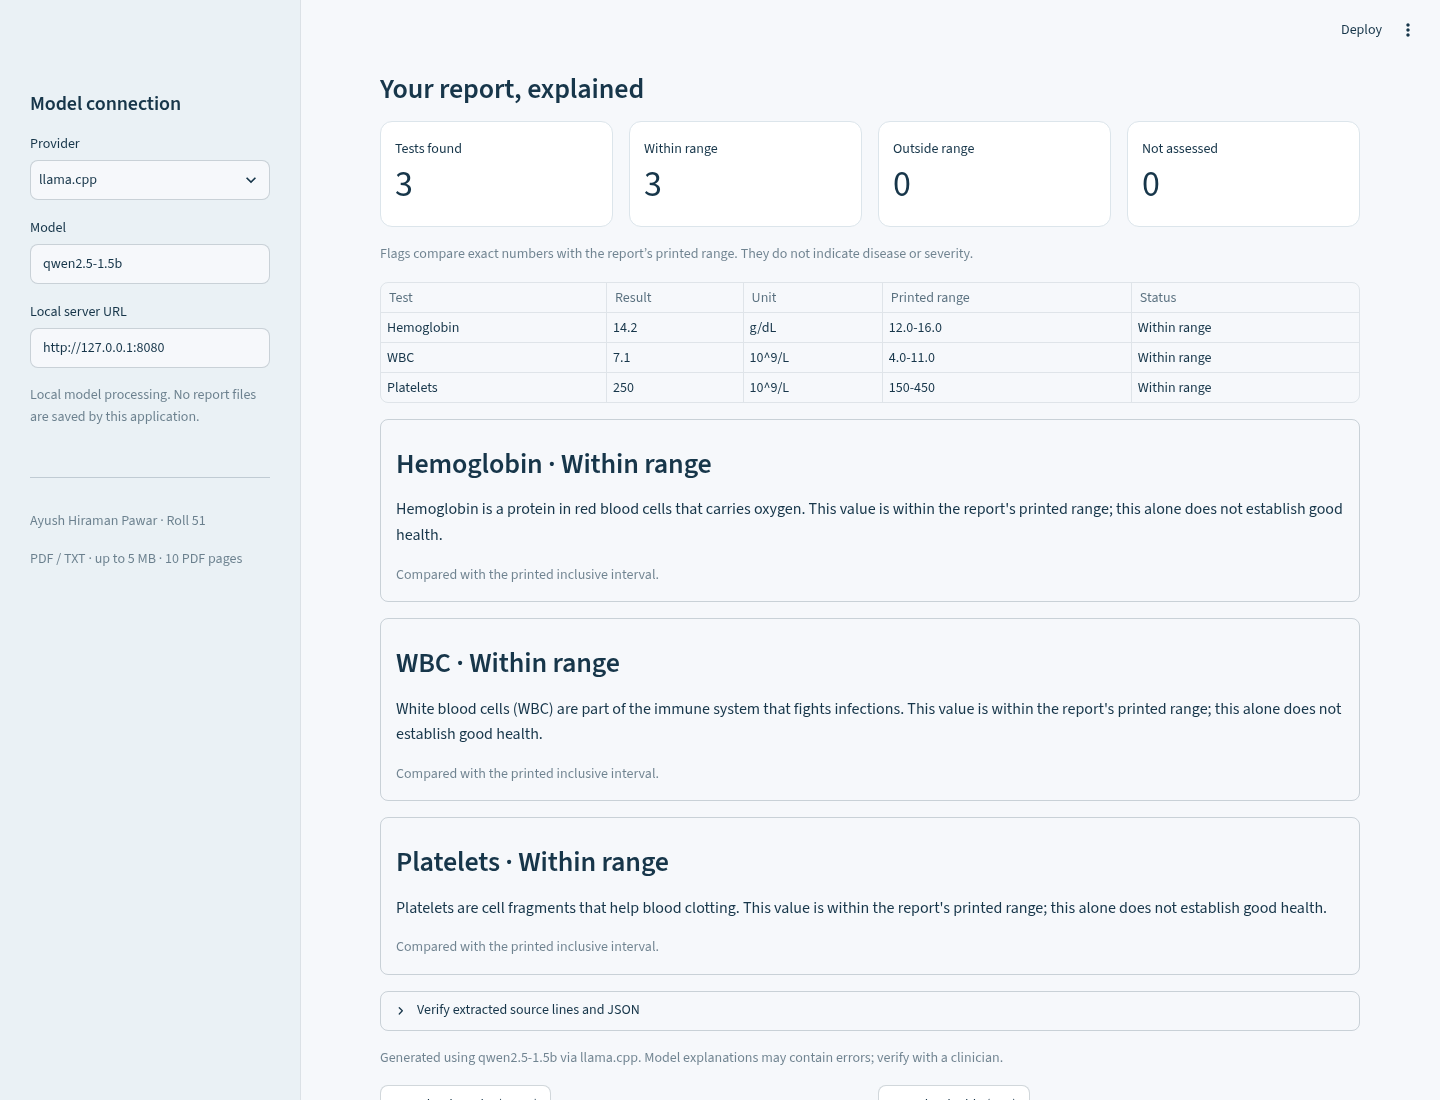 Deploy
Model connection
Provider
llama.cpp
Model
qwen2.5-1.5b
Local server URL
http://127.0.0.1:8080
Local model processing. No report files
are saved by this application.
Ayush Hiraman Pawar · Roll 51
PDF / TXT · up to 5 MB · 10 PDF pages
Your report, explained
Tests found
3
Within range
3
Outside range
0
Not assessed
0
Flags compare exact numbers with the report's printed range. They do not indicate disease or severity.
Test Result Unit Printed range Status
Hemoglobin 14.2 g/dL 12.0-16.0 Within range
WBC 7.1 10^9/L 4.0-11.0 Within range
Platelets 250 10^9/L 150-450 Within range
Hemoglobin · Within range
Hemoglobin is a protein in red blood cells that carries oxygen. This value is within the report's printed range; this alone does not establish good
health.
Compared with the printed inclusive interval.
WBC · Within range
White blood cells (WBC) are part of the immune system that fights infections. This value is within the report's printed range; this alone does not
establish good health.
Compared with the printed inclusive interval.
Platelets · Within range
Platelets are cell fragments that help blood clotting. This value is within the report's printed range; this alone does not establish good health.
Compared with the printed inclusive interval.
Verify extracted source lines and JSON
Generated using qwen2.5-1.5b via llama.cpp. Model explanations may contain errors; verify with a clinician.